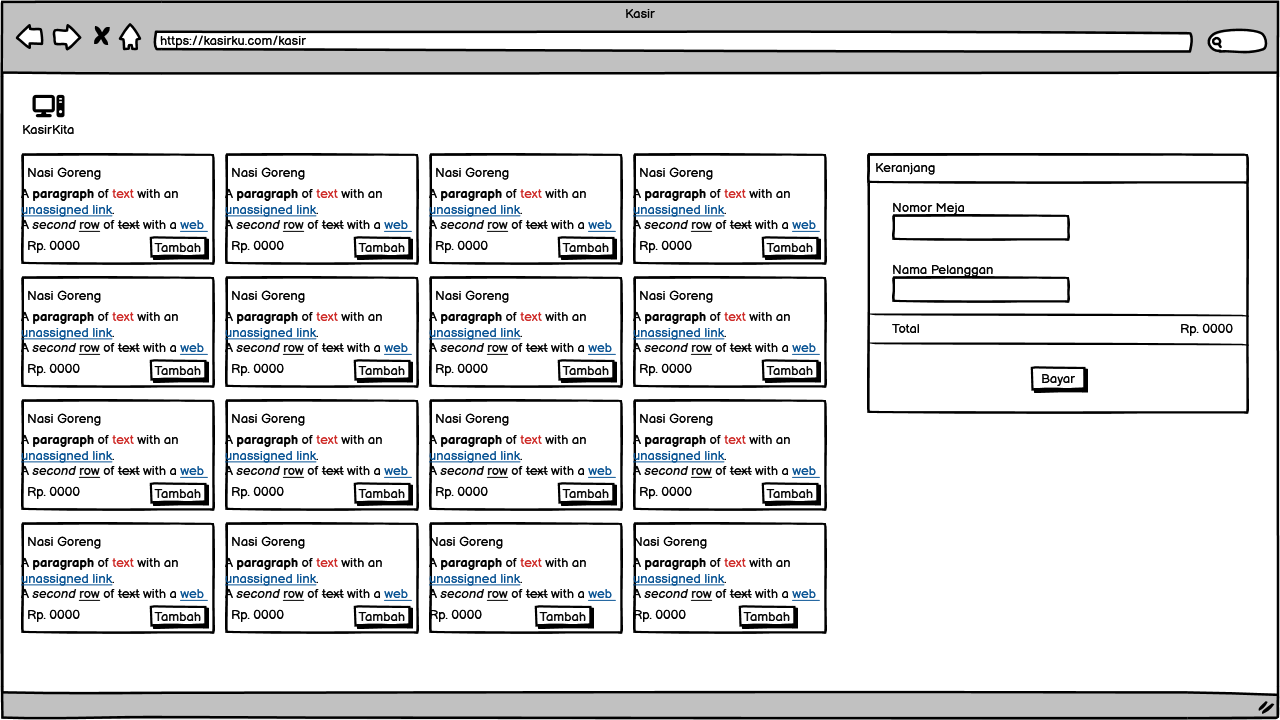 Kasir
https://kasirku.com/kasir
KasirKita
Nasi Goreng
A paragraph of text with an
unassigned link.
A second row of text with a web
Rp. 0000 Tambah
Nasi Goreng
A paragraph of text with an
unassigned link.
A second row of text with a web
Rp. 0000 Tambah
Nasi Goreng
A paragraph of text with an
unassigned link.
A second row of text with a web
Rp. 0000 Tambah
Nasi Goreng
A paragraph of text with an
unassigned link.
A second row of text with a web
Rp. 0000 Tambah
Nasi Goreng
A paragraph of text with an
unassigned link.
A second row of text with a web
Rp. 0000 Tambah
Nasi Goreng
A paragraph of text with an
unassigned link.
A second row of text with a web
Rp. 0000 Tambah
Nasi Goreng
A paragraph of text with an
unassigned link.
A second row of text with a web
Rp. 0000 Tambah
Nasi Goreng
A paragraph of text with an
unassigned link.
A second row of text with a web
Rp. 0000 Tambah
Nasi Goreng
A paragraph of text with an
unassigned link.
A second row of text with a web
Rp. 0000 Tambah
Nasi Goreng
A paragraph of text with an
unassigned link.
A second row of text with a web
Rp. 0000 Tambah
Nasi Goreng
A paragraph of text with an
unassigned link.
A second row of text with a web
Rp. 0000 Tambah
Nasi Goreng
A paragraph of text with an
unassigned link.
A second row of text with a web
Rp. 0000 Tambah
Nasi Goreng
A paragraph of text with an
unassigned link.
A second row of text with a web
Rp. 0000 Tambah
Nasi Goreng
A paragraph of text with an
unassigned link.
A second row of text with a web
Rp. 0000 Tambah
Nasi Goreng
A paragraph of text with an
unassigned link.
A second row of text with a web
Rp. 0000 Tambah
Nasi Goreng
A paragraph of text with an
unassigned link.
A second row of text with a web
Rp. 0000 Tambah
Keranjang
Nomor Meja
Nama Pelanggan
Total Rp. 0000
Bayar